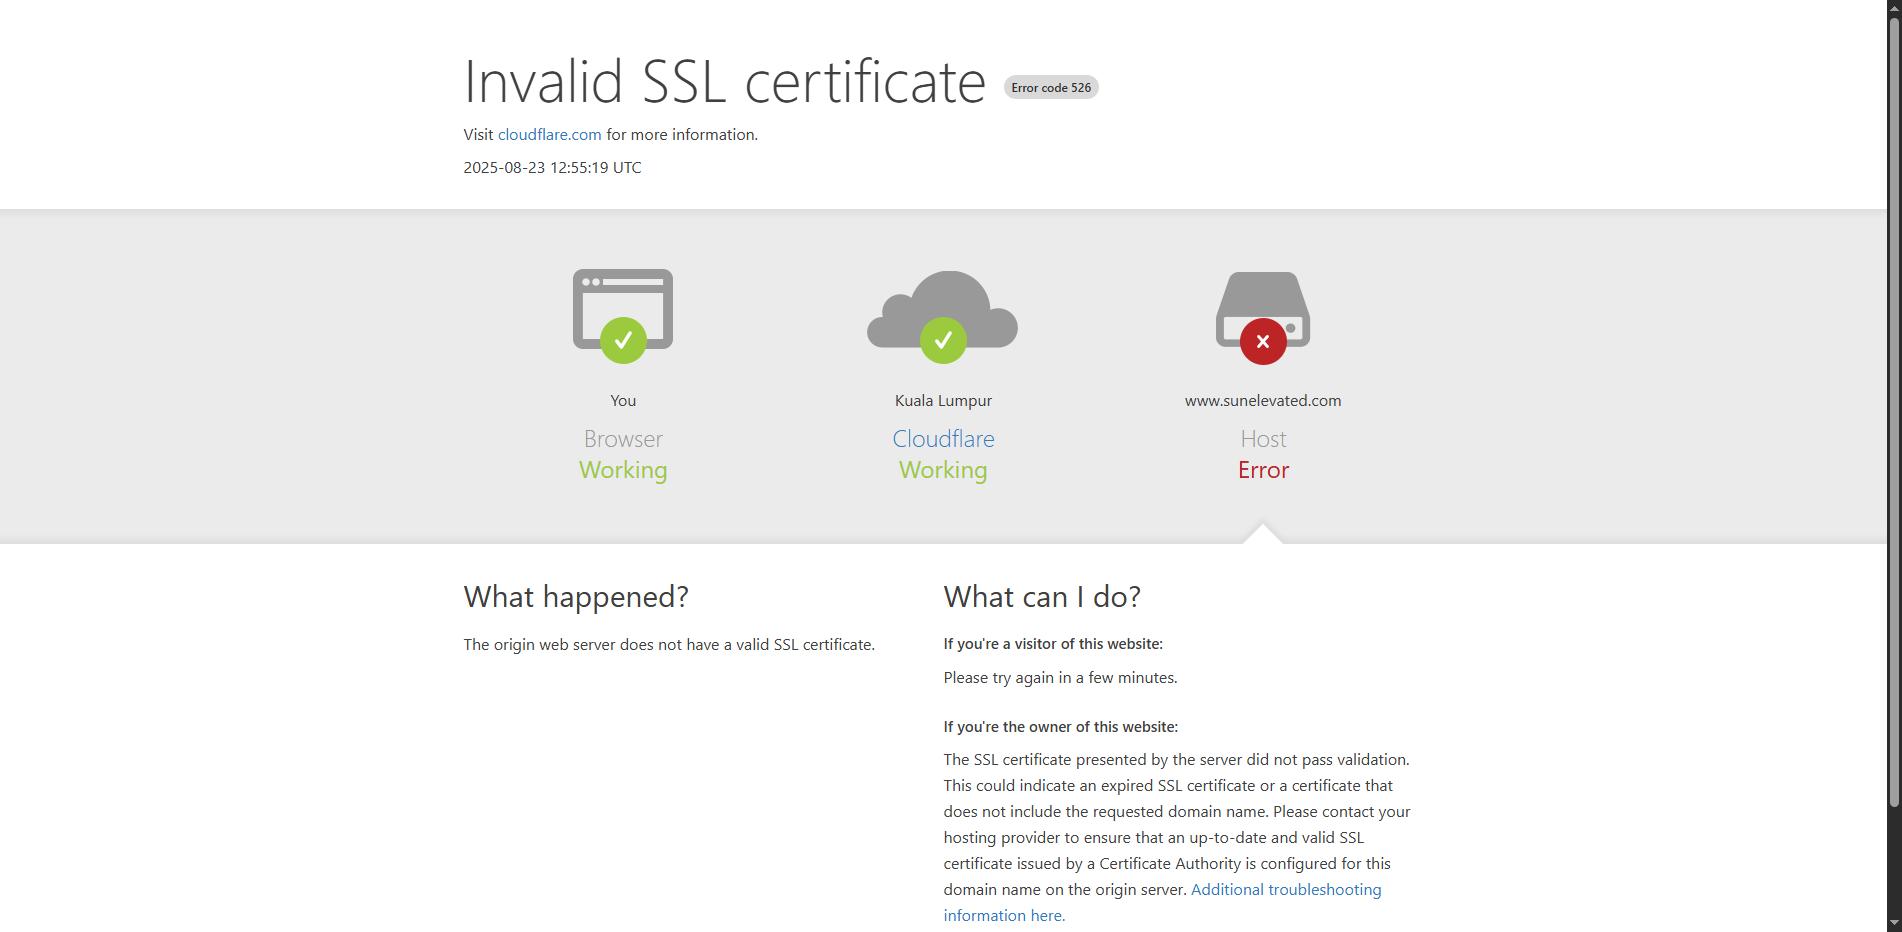 Invalid SSL certificate Error code 526
Visit cloudflare.com for more information.
2025-08-23 12:55:19 UTC
You
Browser
Working
Kuala Lumpur
Cloudflare
Working
www.sunelevated.com
Host
Error
What happened?
The origin web server does not have a valid SSL certificate.
What can I do?
If you're a visitor of this website:
Please try again in a few minutes.
If you're the owner of this website:
The SSL certificate presented by the server did not pass validation.
This could indicate an expired SSL certificate or a certificate that
does not include the requested domain name. Please contact your
hosting provider to ensure that an up-to-date and valid SSL
certificate issued by a Certificate Authority is configured for this
domain name on the origin server. Additional troubleshooting
information here.